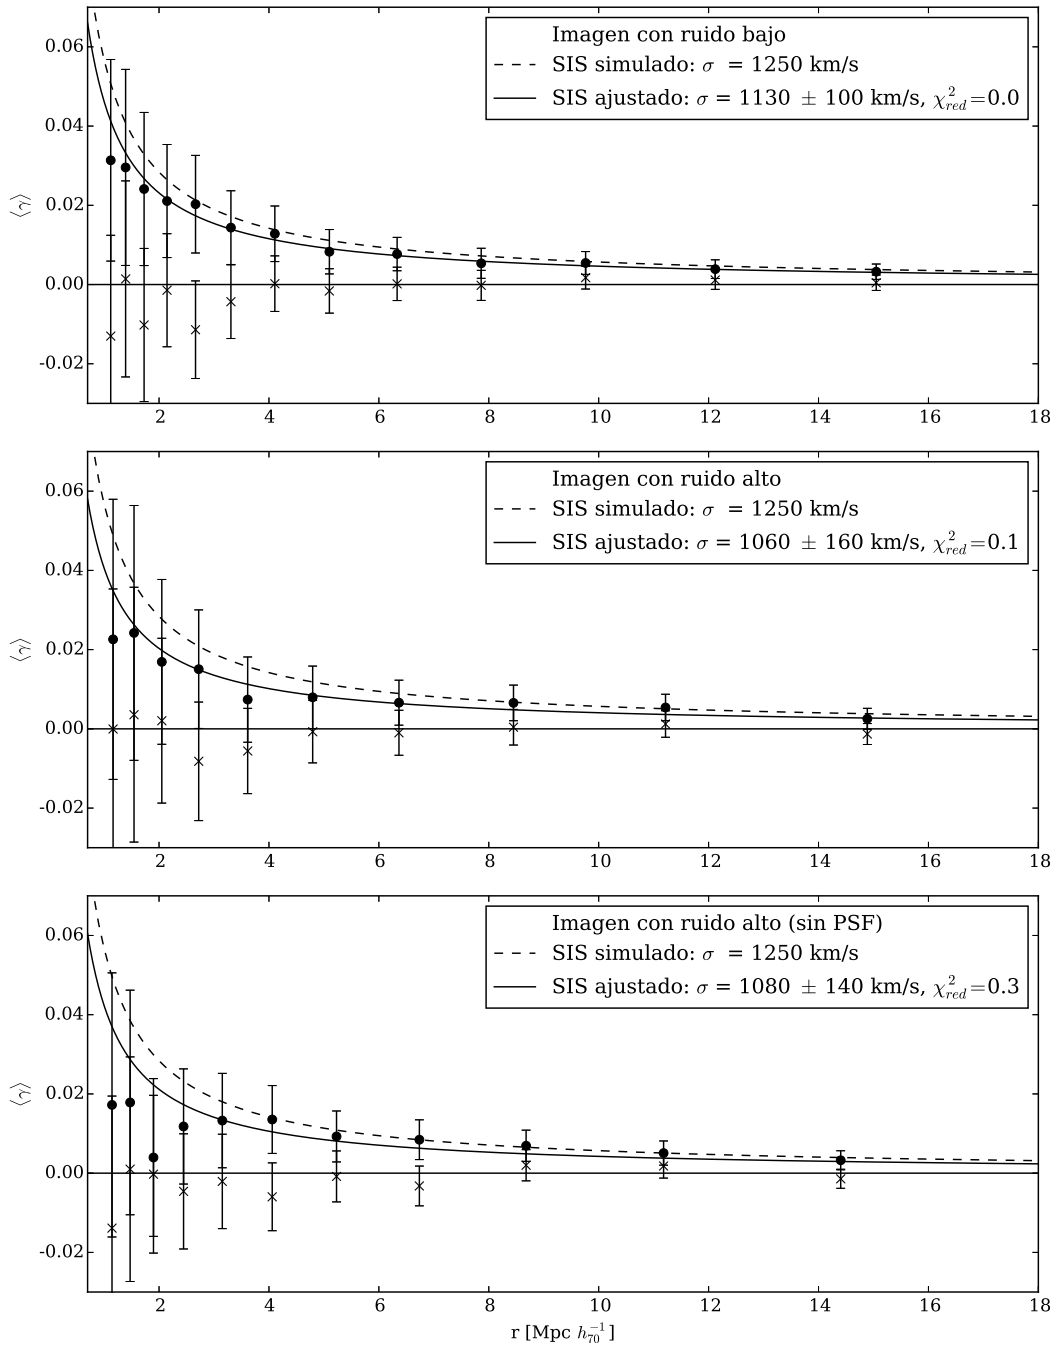 Imagen con ruido bajo
SIS simulado: σ = 1250 km/s
SIS ajustado: σ = 1130 ± 100 km/s, χ²_red=0.0
0.06
0.04
0.02
0.00
-0.02
⟨γ⟩
2 4 6 8 10 12 14 16 18
Imagen con ruido alto
SIS simulado: σ = 1250 km/s
SIS ajustado: σ = 1060 ± 160 km/s, χ²_red=0.1
0.06
0.04
0.02
0.00
-0.02
⟨γ⟩
2 4 6 8 10 12 14 16 18
Imagen con ruido alto (sin PSF)
SIS simulado: σ = 1250 km/s
SIS ajustado: σ = 1080 ± 140 km/s, χ²_red=0.3
0.06
0.04
0.02
0.00
-0.02
⟨γ⟩
2 4 6 8 10 12 14 16 18
r [Mpc h₇₀⁻¹]